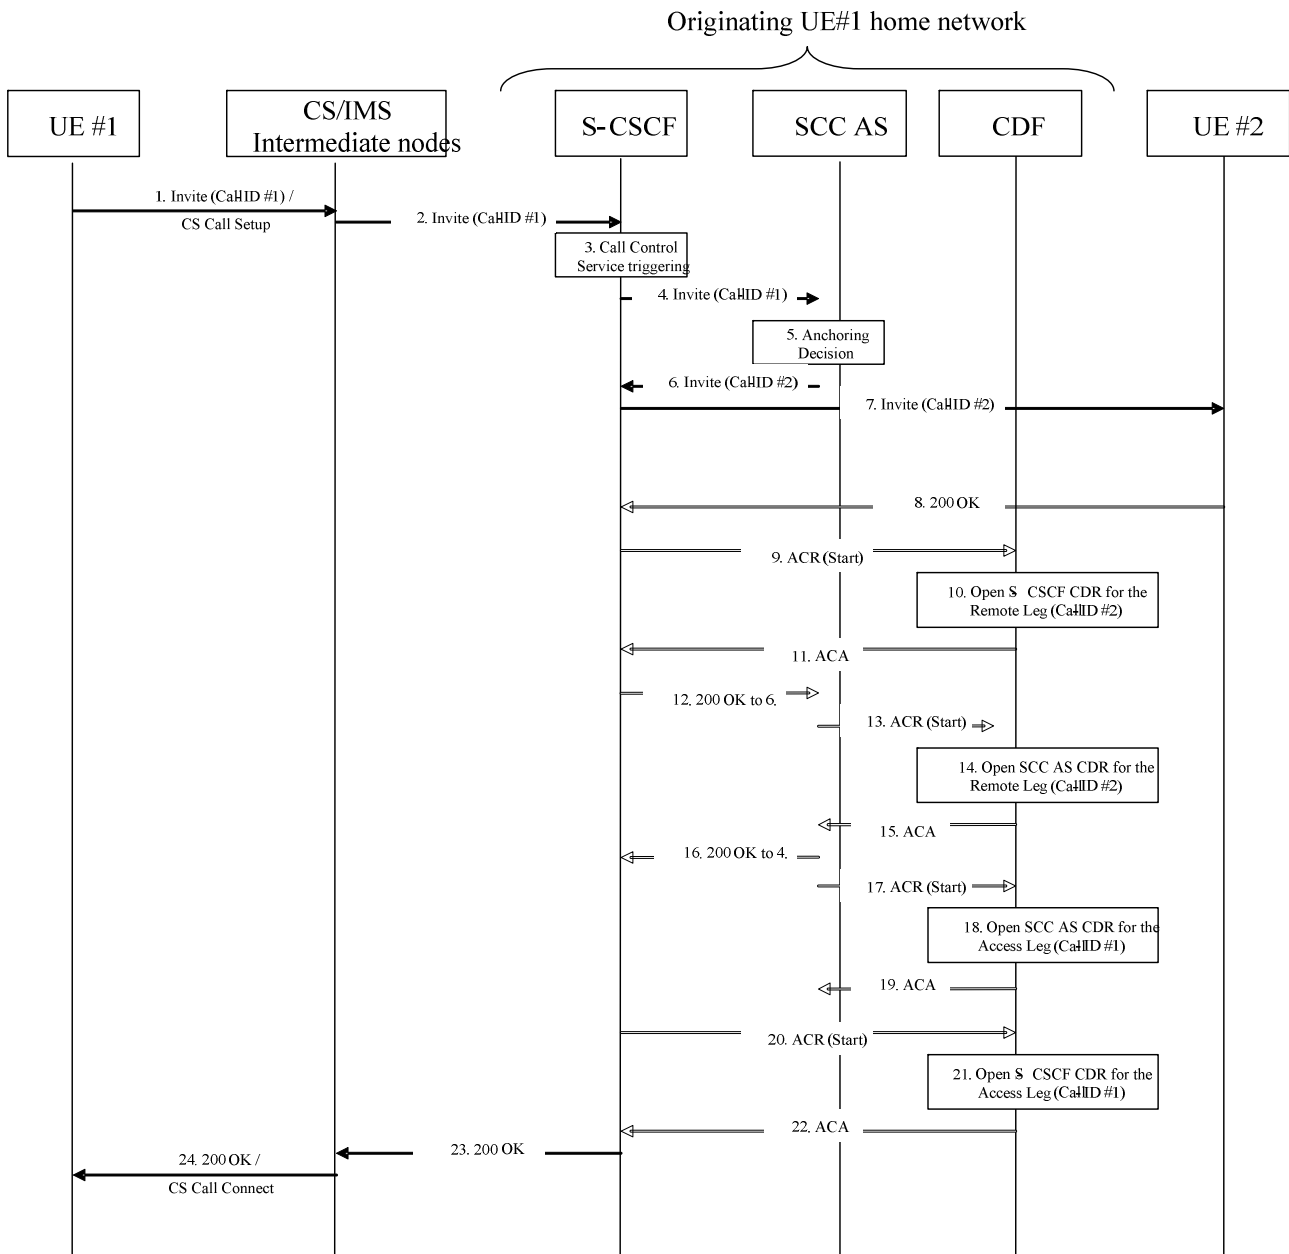 Originating UE#1 home network
UE #1
CS/IMS
Intermediate nodes
S-CSCF
SCC AS
CDF
UE #2
1. Invite (Call-ID #1) /
CS Call Setup
2. Invite (Call-ID #1)
3. Call Control
Service triggering
4. Invite (Call-ID #1)
5. Anchoring
Decision
6. Invite (Call-ID #2)
7. Invite (Call-ID #2)
8. 200 OK
9. ACR (Start)
10. Open S-CSCF CDR for the
Remote Leg (Call-ID #2)
11. ACA
12. 200 OK to 6.
13. ACR (Start)
14. Open SCC AS CDR for the
Remote Leg (Call-ID #2)
15. ACA
16. 200 OK to 4.
17. ACR (Start)
18. Open SCC AS CDR for the
Access Leg (Call-ID #1)
19. ACA
20. ACR (Start)
21. Open S-CSCF CDR for the
Access Leg (Call-ID #1)
22. ACA
23. 200 OK
24. 200 OK /
CS Call Connect